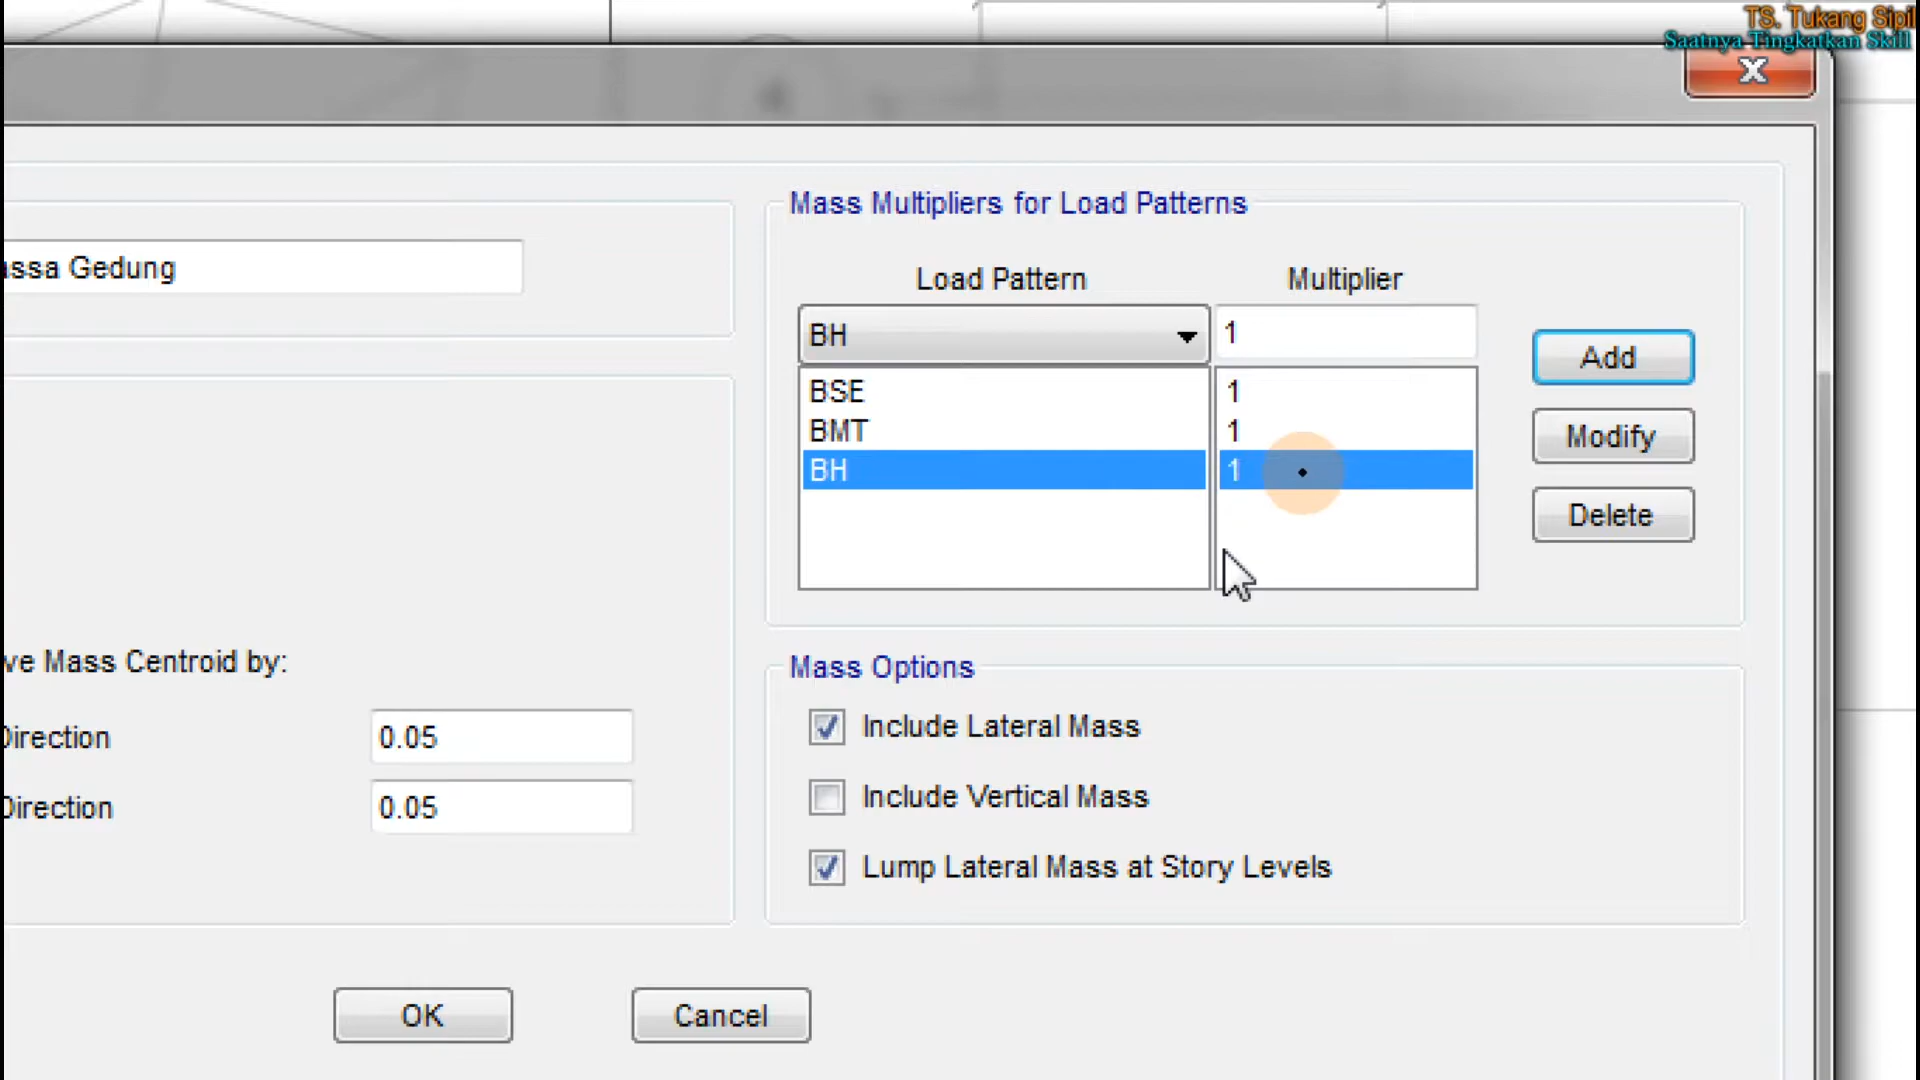 TS. Tukang Sipil
Saatnya Tingkatkan Skill
Mass Multipliers for Load Patterns
assa Gedung
Load Pattern Multiplier
BH 1
BSE 1
BMT 1
BH 1
Add
Modify
Delete
ve Mass Centroid by:
Direction 0.05
Direction 0.05
Mass Options
Include Lateral Mass
Include Vertical Mass
Lump Lateral Mass at Story Levels
OK Cancel